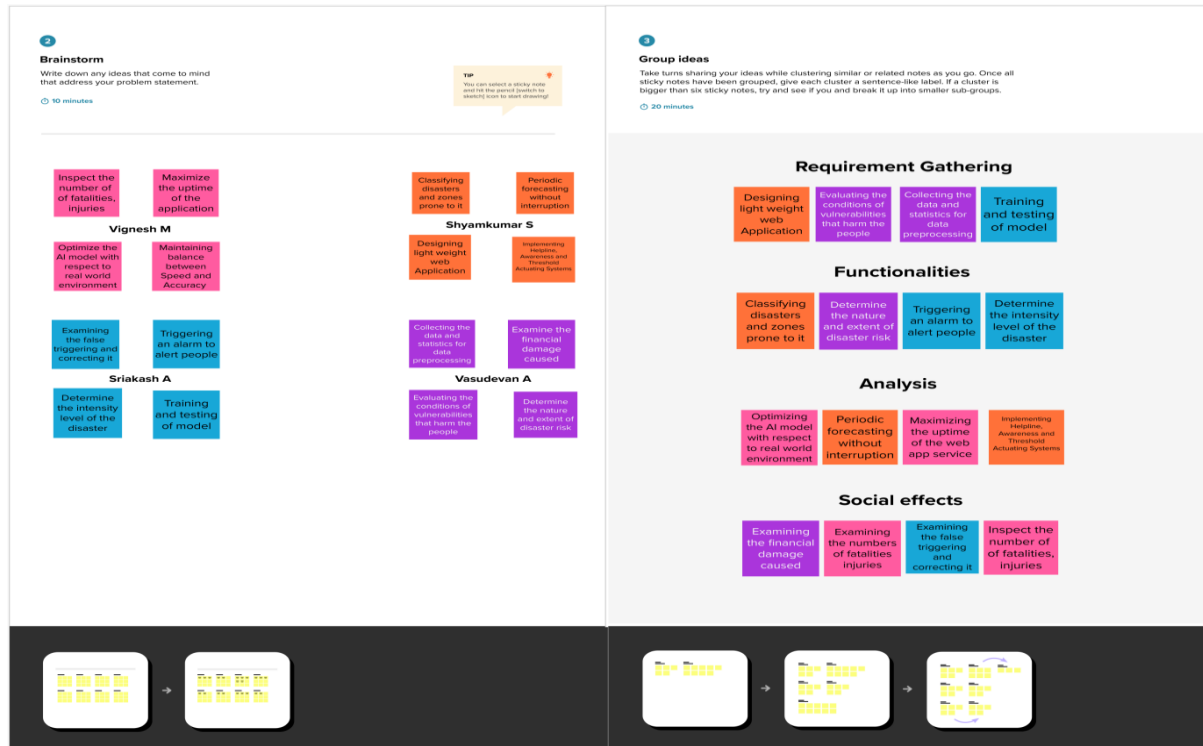 2
Brainstorm
Write down any ideas that come to mind
that address your problem statement.
10 minutes
TIP
You can select a sticky note
and hit the pencil [switch to
sketch] icon to start drawing!
Inspect the
number of
fatalities,
injuries
Maximize
the uptime
of the
application
Vignesh M
Optimize the
AI model with
respect to
real world
environment
Maintaining
balance
between
Speed and
Accuracy
Classifying
disasters
and zones
prone to it
Periodic
forecasting
without
interruption
Shyamkumar S
Designing
light weight
web
Application
Implementing
Helpline,
Awareness and
Threshold
Actuating Systems
Examining
the false
triggering and
correcting it
Triggering
an alarm to
alert people
Sriakash A
Determine
the intensity
level of the
disaster
Training
and testing
of model
Collecting the
data and
statistics for
data
preprocessing
Examine the
financial
damage
caused
Vasudevan A
Evaluating the
conditions of
vulnerabilities
that harm the
people
Determine
the nature
and extent of
disaster risk
3
Group ideas
Take turns sharing your ideas while clustering similar or related notes as you go. Once all
sticky notes have been grouped, give each cluster a sentence-like label. If a cluster is
bigger than six sticky notes, try and see if you and break it up into smaller sub-groups.
20 minutes
Requirement Gathering
Designing
light weight
web
Application
Evaluating the
conditions of
vulnerabilities
that harm the
people
Collecting the
data and
statistics for
data
preprocessing
Training
and testing
of model
Functionalities
Classifying
disasters
and zones
prone to it
Determine
the nature
and extent of
disaster risk
Triggering
an alarm to
alert people
Determine
the intensity
level of the
disaster
Analysis
Optimizing
the AI model
with respect
to real world
environment
Periodic
forecasting
without
interruption
Maximizing
the uptime
of the web
app service
Implementing
Helpline,
Awareness and
Threshold
Actuating Systems
Social effects
Examining
the financial
damage
caused
Examining
the numbers
of fatalities
injuries
Examining
the false
triggering
and
correcting it
Inspect the
number of
of fatalities,
injuries